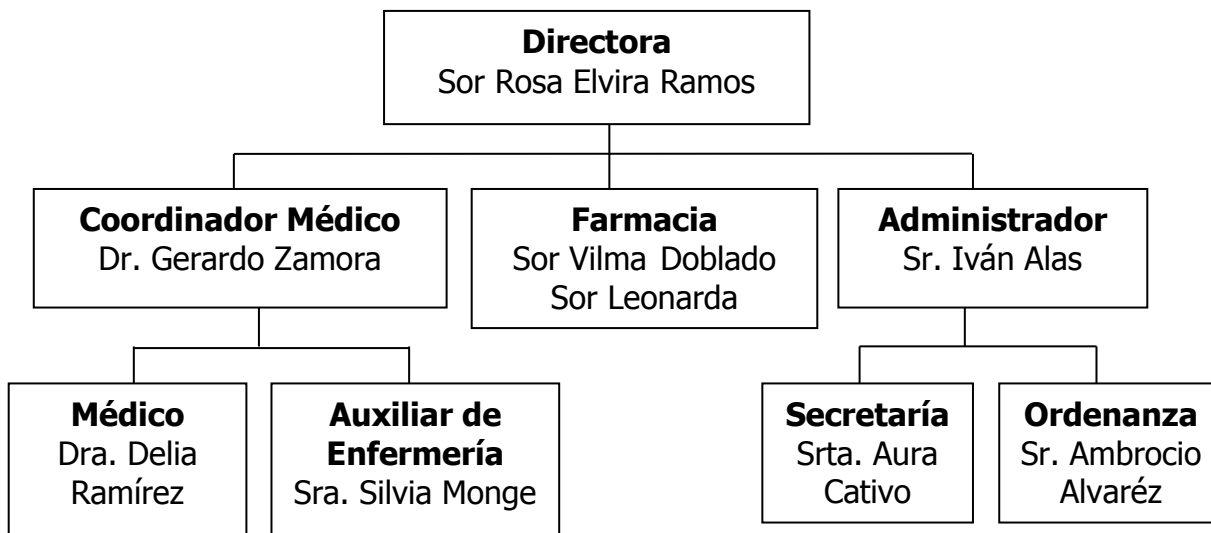 Directora
Sor Rosa Elvira Ramos
Coordinador Médico
Dr. Gerardo Zamora
Farmacia
Sor Vilma Doblado
Sor Leonarda
Administrador
Sr. Iván Alas
Médico
Dra. Delia
Ramírez
Auxiliar de
Enfermería
Sra. Silvia Monge
Secretaría
Srta. Aura
Cativo
Ordenanza
Sr. Ambrocio
Alvaréz